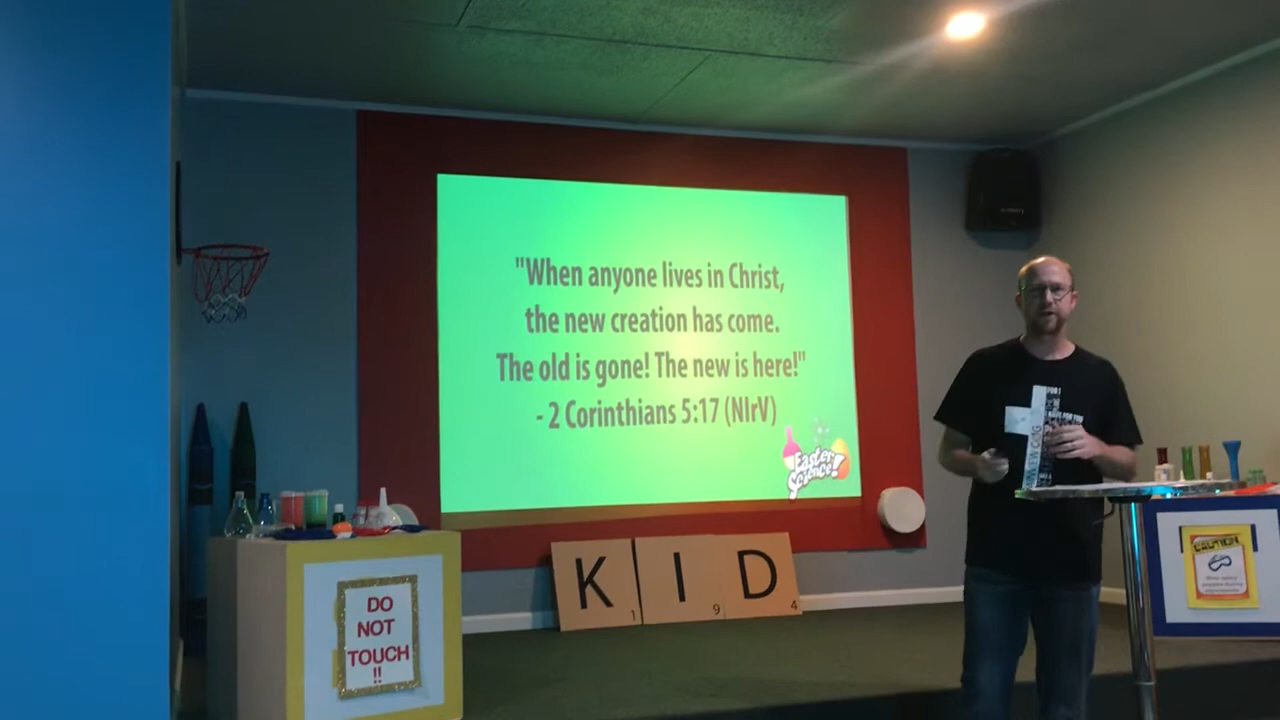 "When anyone lives in Christ,
the new creation has come.
The old is gone! The new is here!"
- 2 Corinthians 5:17 (NIrV)
Easter
Science!
K I D
1 9 4
DO
NOT
TOUCH
!!
CAUTION